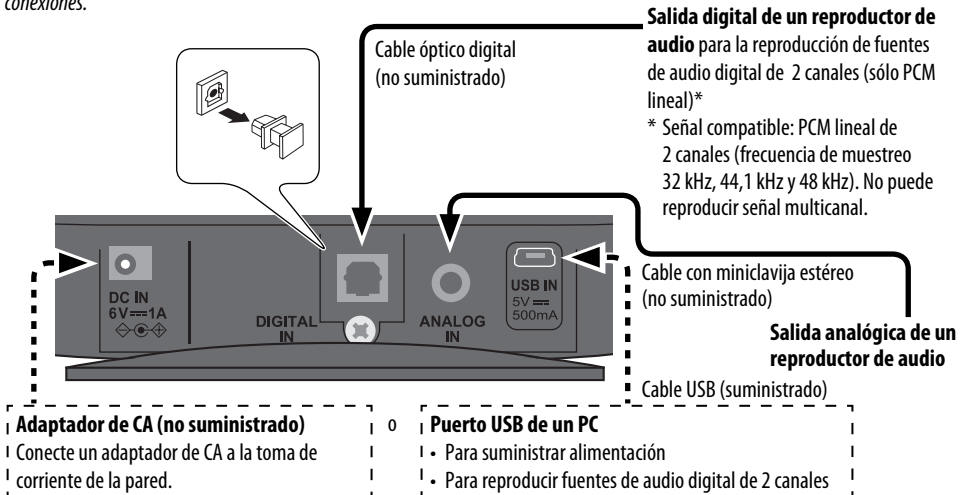 conexiones.
Cable óptico digital
(no suministrado)
Salida digital de un reproductor de
audio para la reproducción de fuentes
de audio digital de 2 canales (sólo PCM
lineal)*
* Señal compatible: PCM lineal de
2 canales (frecuencia de muestreo
32 kHz, 44,1 kHz y 48 kHz). No puede
reproducir señal multicanal.
DC IN
6V 1A
DIGITAL
IN
ANALOG
IN
USB IN
5V
500mA
Cable con miniclavija estéreo
(no suministrado)
Salida analógica de un
reproductor de audio
Cable USB (suministrado)
Adaptador de CA (no suministrado)
Conecte un adaptador de CA a la toma de
corriente de la pared.
o
Puerto USB de un PC
• Para suministrar alimentación
• Para reproducir fuentes de audio digital de 2 canales